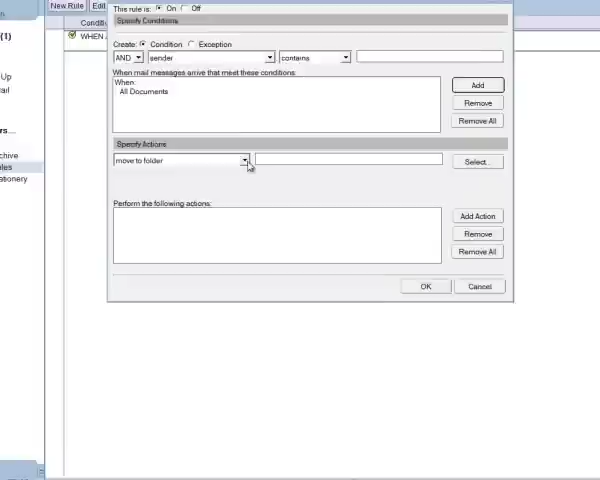 New Rule Edit
This rule is: On Off
Specify Conditions
Conditi
(1)
WHEN
Create: Condition Exception
AND sender contains
When mail messages arrive that meet these conditions:
When:
All Documents
Add
Remove
Remove All
Up
ail
rs...
chive
les
ationery
Specify Actions
move to folder Select...
Perform the following actions:
Add Action
Remove
Remove All
OK Cancel